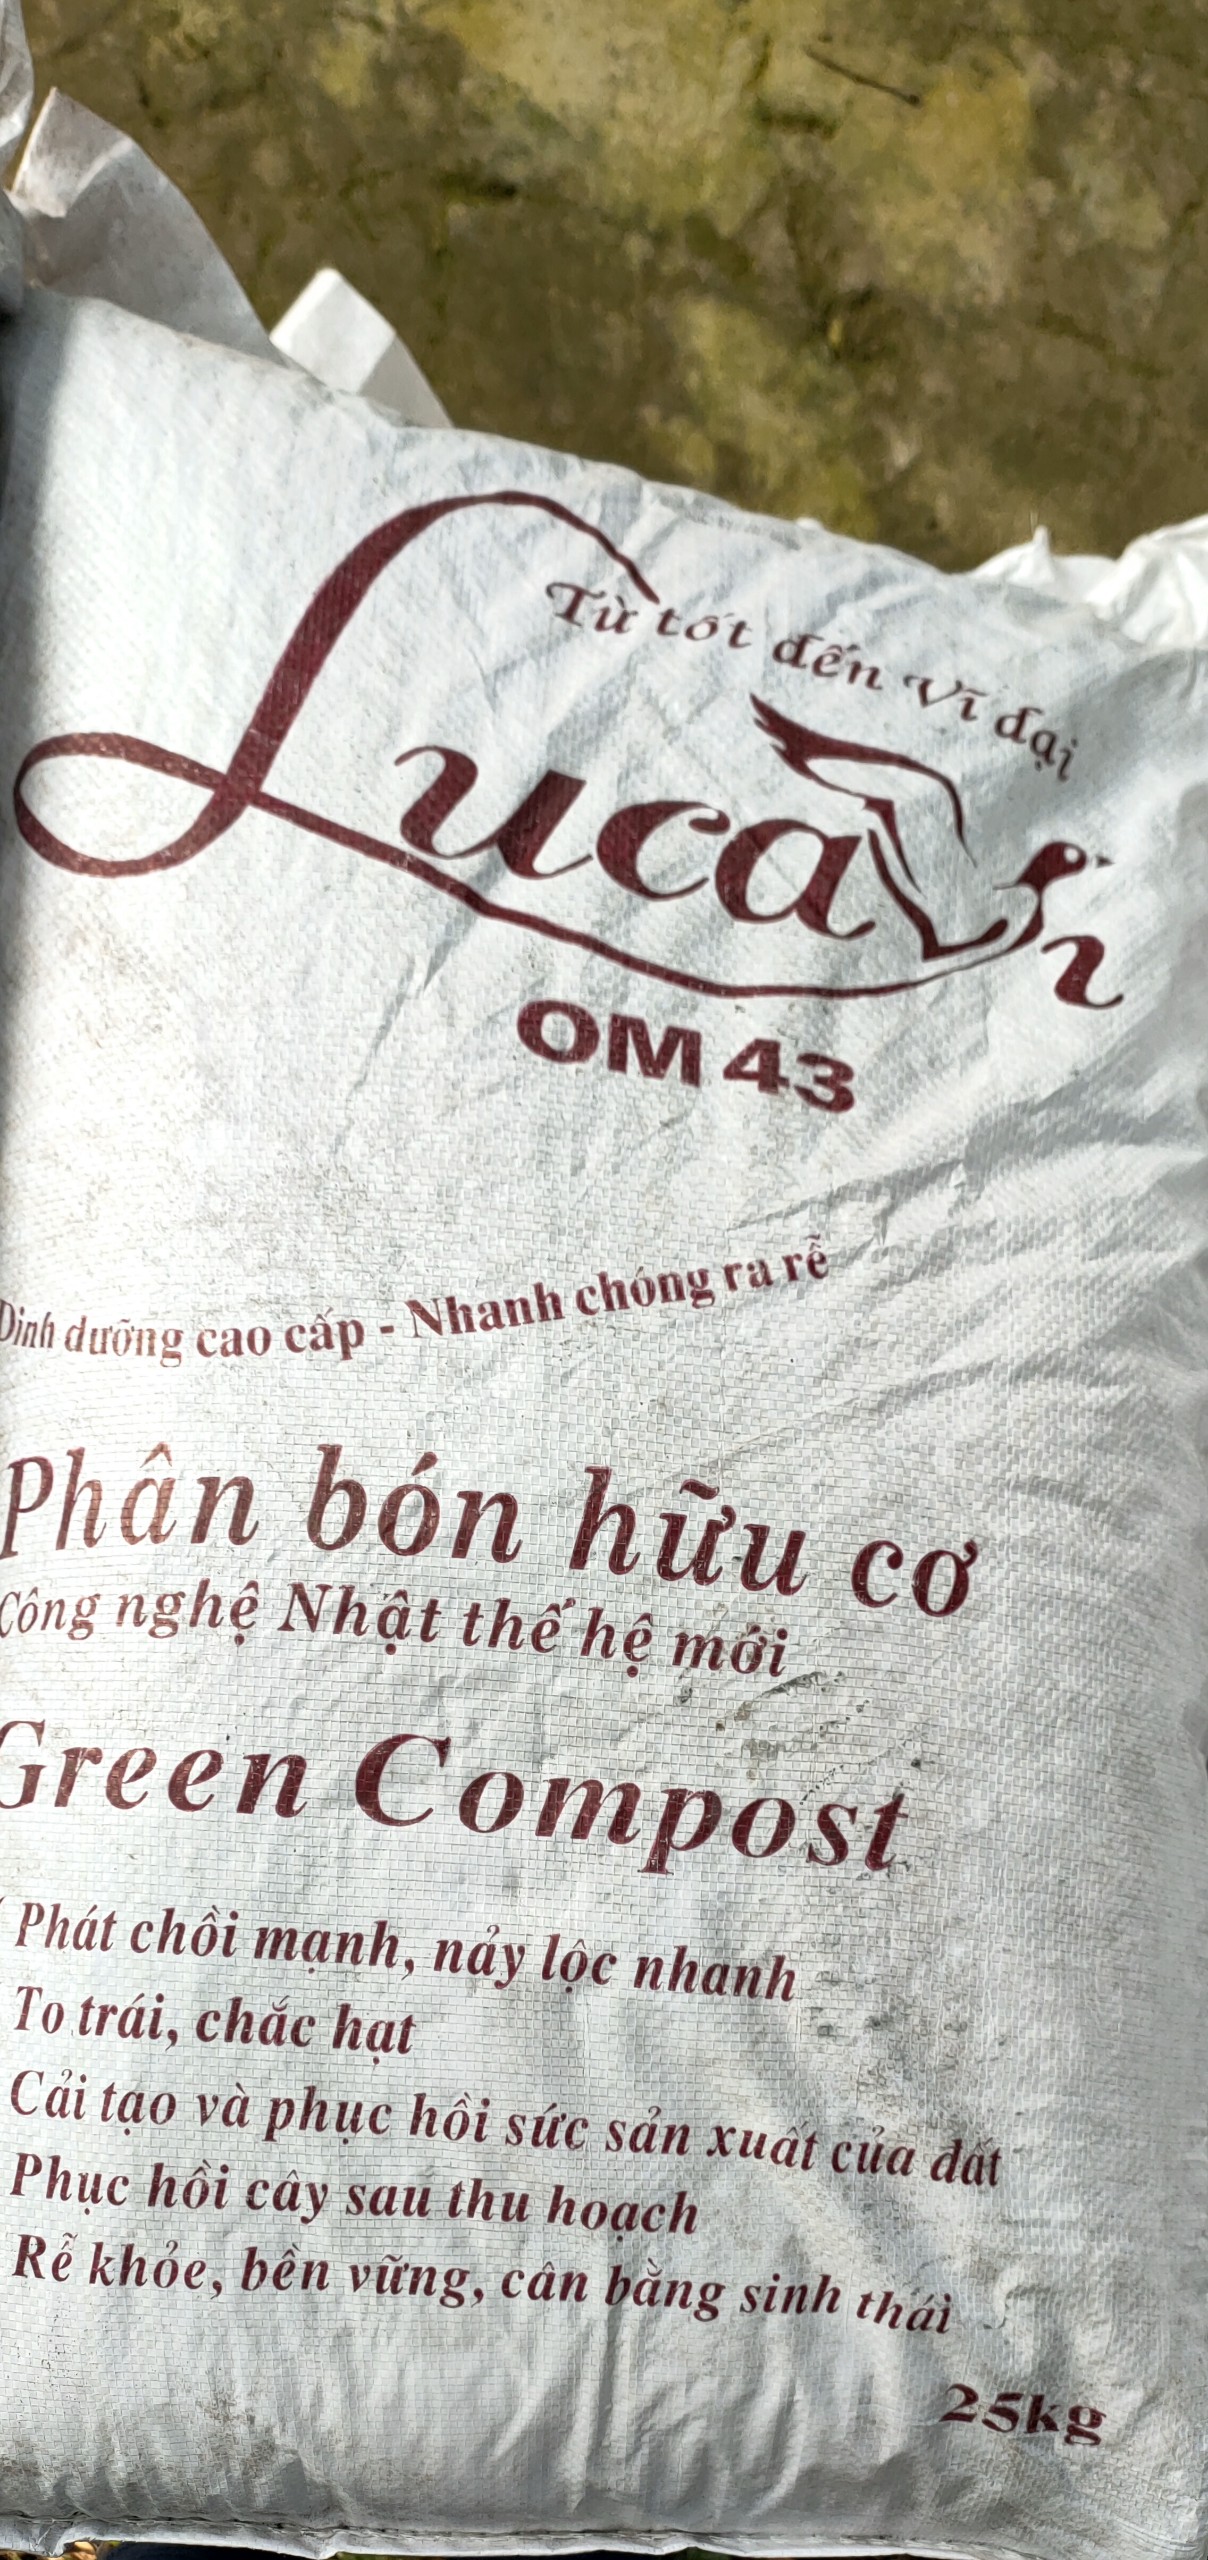 Từ tốt đến Vĩ đại
Lucavi
OM 43
Dinh dưỡng cao cấp - Nhanh chóng ra rễ
Phân bón hữu cơ
Công nghệ Nhật thế hệ mới
Green Compost
Phát chồi mạnh, nảy lộc nhanh
To trái, chắc hạt
Cải tạo và phục hồi sức sản xuất của đất
Phục hồi cây sau thu hoạch
Rễ khỏe, bền vững, cân bằng sinh thái
25kg